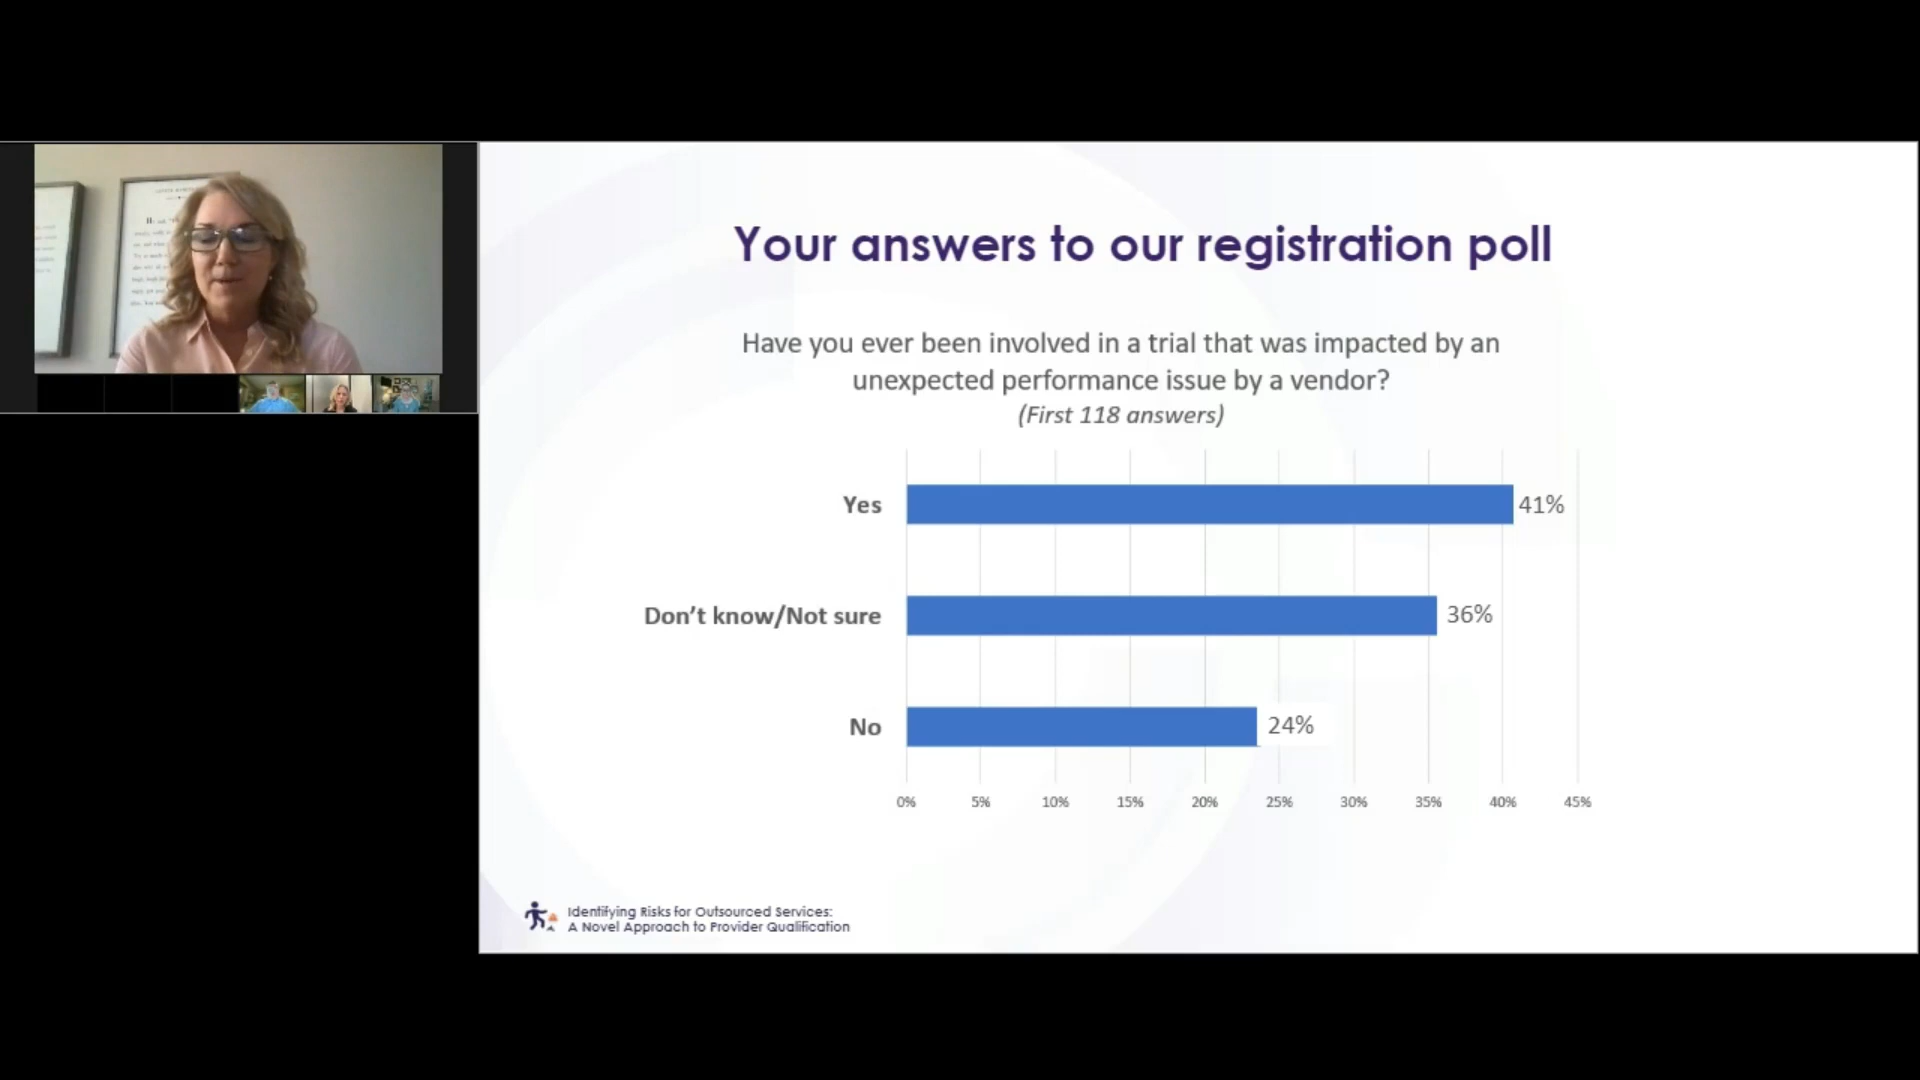 Your answers to our registration poll
Have you ever been involved in a trial that was impacted by an
unexpected performance issue by a vendor?
(First 118 answers)
Yes
41%
Don’t know/Not sure
36%
No
24%
0% 5% 10% 15% 20% 25% 30% 35% 40% 45%
Identifying Risks for Outsourced Services:
A Novel Approach to Provider Qualification